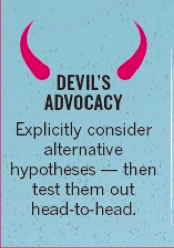 DEVIL'S
ADVOCACY
Explicitly consider
alternative
hypotheses — then
test them out
head-to-head.